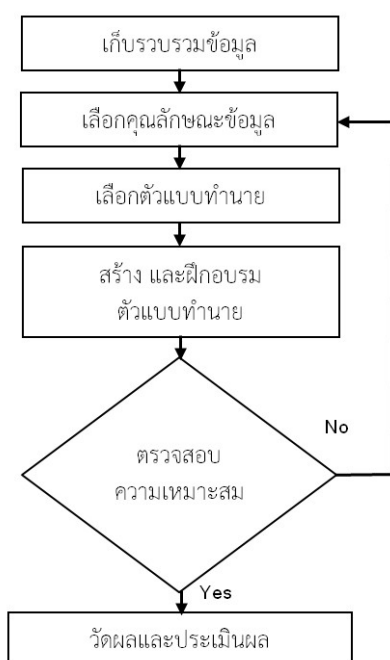 เก็บรวบรวมข้อมูล
เลือกคุณลักษณะข้อมูล
เลือกตัวแบบทำนาย
สร้าง และฝึกอบรม
ตัวแบบทำนาย
No
ตรวจสอบ
ความเหมาะสม
Yes
วัดผลและประเมินผล